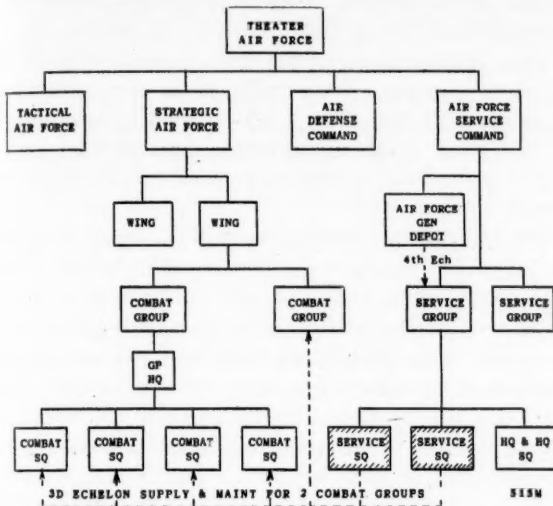 THEATER
AIR FORCE
TACTICAL
AIR FORCE
STRATEGIC
AIR FORCE
AIR
DEFENSE
COMMAND
AIR FORCE
SERVICE
COMMAND
WING
WING
AIR FORCE
GEN
DEPOT
4th Ech
COMBAT
GROUP
COMBAT
GROUP
SERVICE
GROUP
SERVICE
GROUP
GP
HQ
COMBAT
SQ
COMBAT
SQ
COMBAT
SQ
COMBAT
SQ
SERVICE
SQ
SERVICE
SQ
HQ & HQ
SQ
3D ECHELON SUPPLY & MAINT FOR 2 COMBAT GROUPS
515M